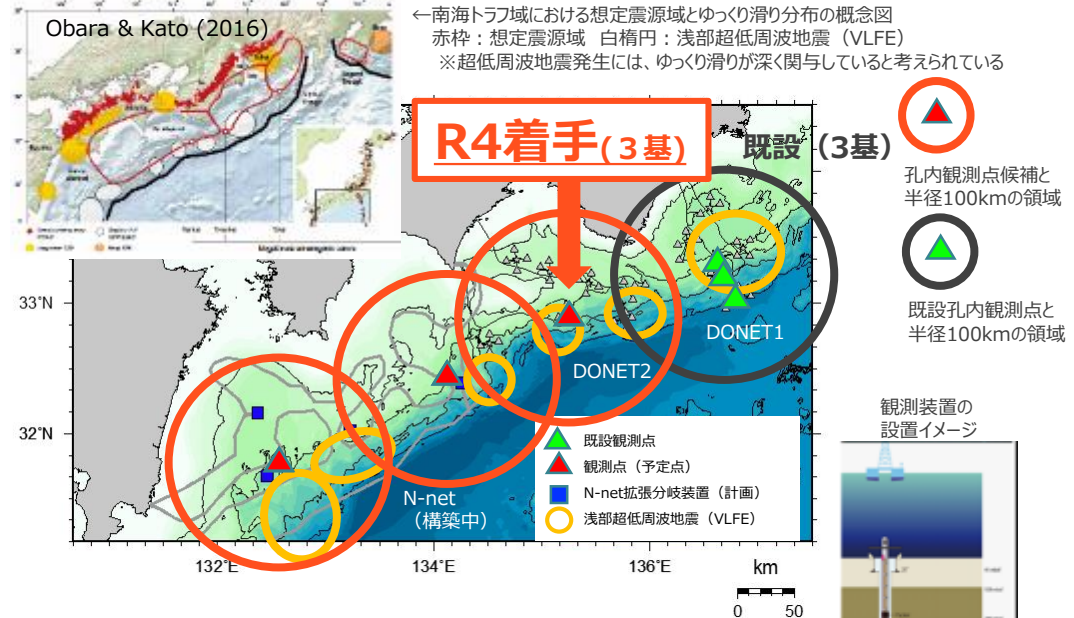 Obara & Kato (2016)
←南海トラフ域における想定震源域とゆっくり滑り分布の概念図
赤枠：想定震源域　白楕円：浅部超低周波地震（VLFE）
※超低周波地震発生には、ゆっくり滑りが深く関与していると考えられている
R4着手(３基)
既設（3基）
孔内観測点候補と
半径100kmの領域
既設孔内観測点と
半径100kmの領域
33°N
32°N
DONET1
DONET2
N-net
（構築中）
既設観測点
観測点（予定点）
N-net拡張分岐装置（計画）
浅部超低周波地震（VLFE）
132°E
134°E
136°E
km
0
50
観測装置の
設置イメージ